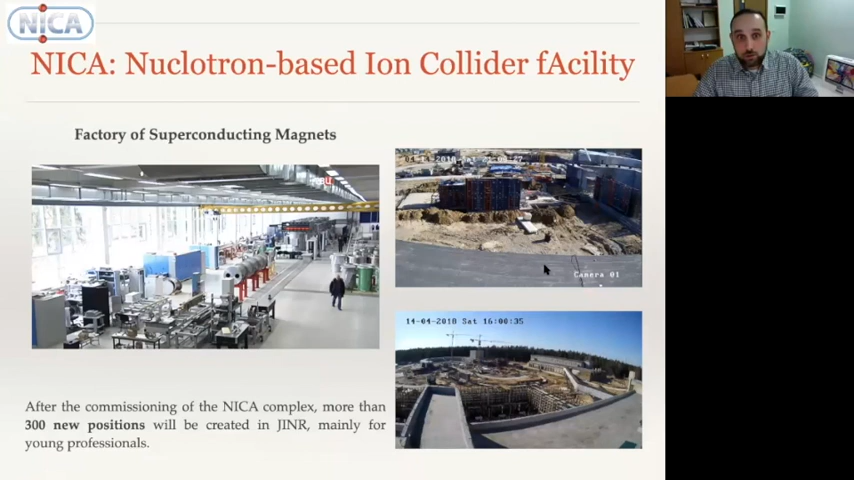 NICA
NICA: Nuclotron-based Ion Collider fAcility
Factory of Superconducting Magnets
Camera 01
14-04-2018 Sat 16:00:35
After the commissioning of the NICA complex, more than
300 new positions will be created in JINR, mainly for
young professionals.